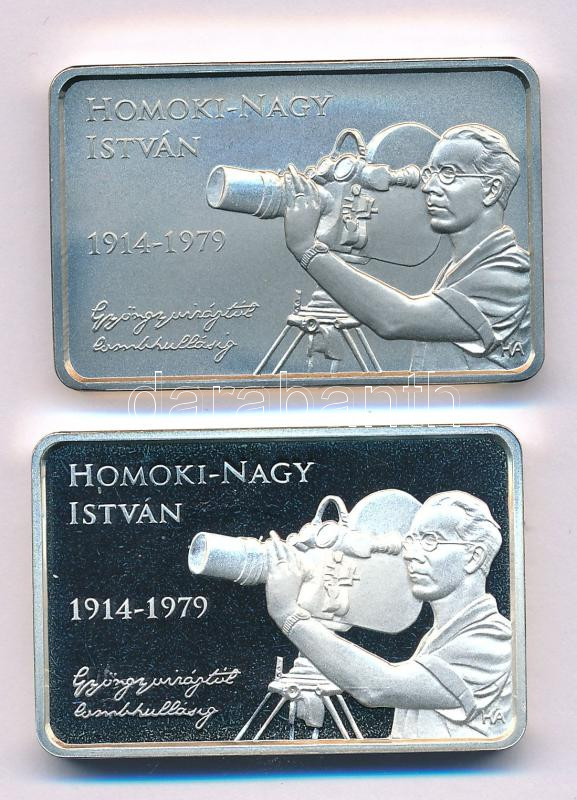 HOMOKI-NAGY
ISTVÁN
1914-1979
Gyöngyvirágtól
lombhullásig
HA
darabanth
HOMOKI-NAGY
ISTVÁN
1914-1979
Gyöngyvirágtól
lombhullásig
HA